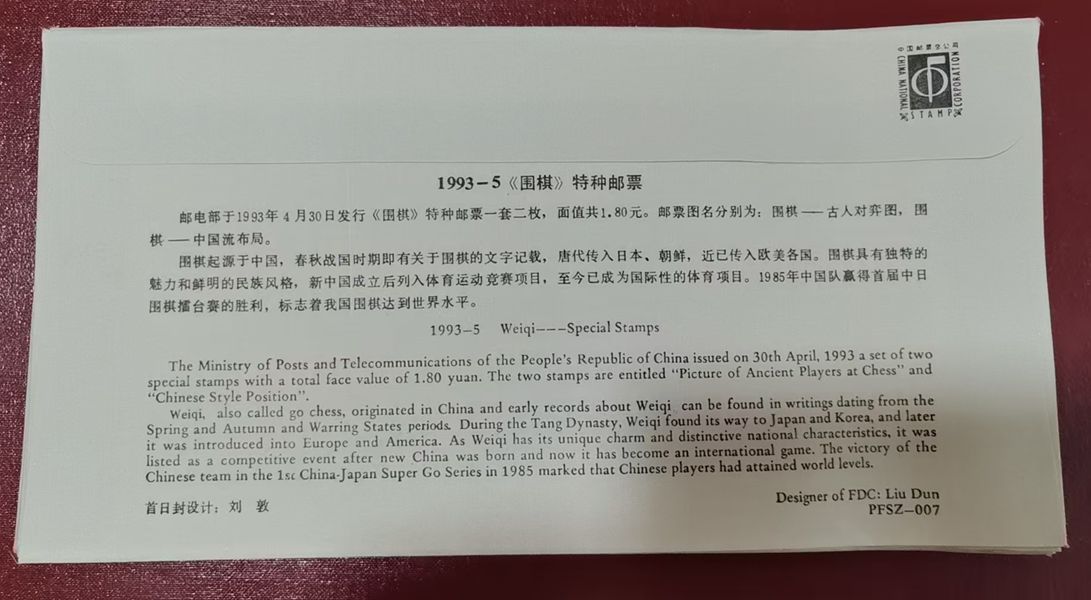 中国邮票总公司
CHINA NATIONAL STAMP CORPORATION
1993－5《围棋》特种邮票
邮电部于1993年4月30日发行《围棋》特种邮票一套二枚，面值共1.80元。邮票图名分别为：围棋——古人对弈图，围
棋——中国流布局。
围棋起源于中国，春秋战国时期即有关于围棋的文字记载，唐代传入日本、朝鲜，近已传入欧美各国。围棋具有独特的
魅力和鲜明的民族风格，新中国成立后列入体育运动竞赛项目，至今已成为国际性的体育项目。1985年中国队赢得首届中日
围棋擂台赛的胜利，标志着我国围棋达到世界水平。
1993-5 Weiqi---Special Stamps
The Ministry of Posts and Telecommunications of the People's Republic of China issued on 30th April, 1993 a set of two
special stamps with a total face value of 1.80 yuan. The two stamps are entitled "Picture of Ancient Players at Chess" and
"Chinese Style Position".
Weiqi, also called go chess, originated in China and early records about Weiqi can be found in writings dating from the
Spring and Autumn and Warring States periods. During the Tang Dynasty, Weiqi found its way to Japan and Korea, and later
it was introduced into Europe and America. As Weiqi has its unique charm and distinctive national characteristics, it was
listed as a competitive event after new China was born and now it has become an international game. The victory of the
Chinese team in the 1st China-Japan Super Go Series in 1985 marked that Chinese players had attained world levels.
首日封设计：刘 敦
Designer of FDC: Liu Dun
PFSZ—007